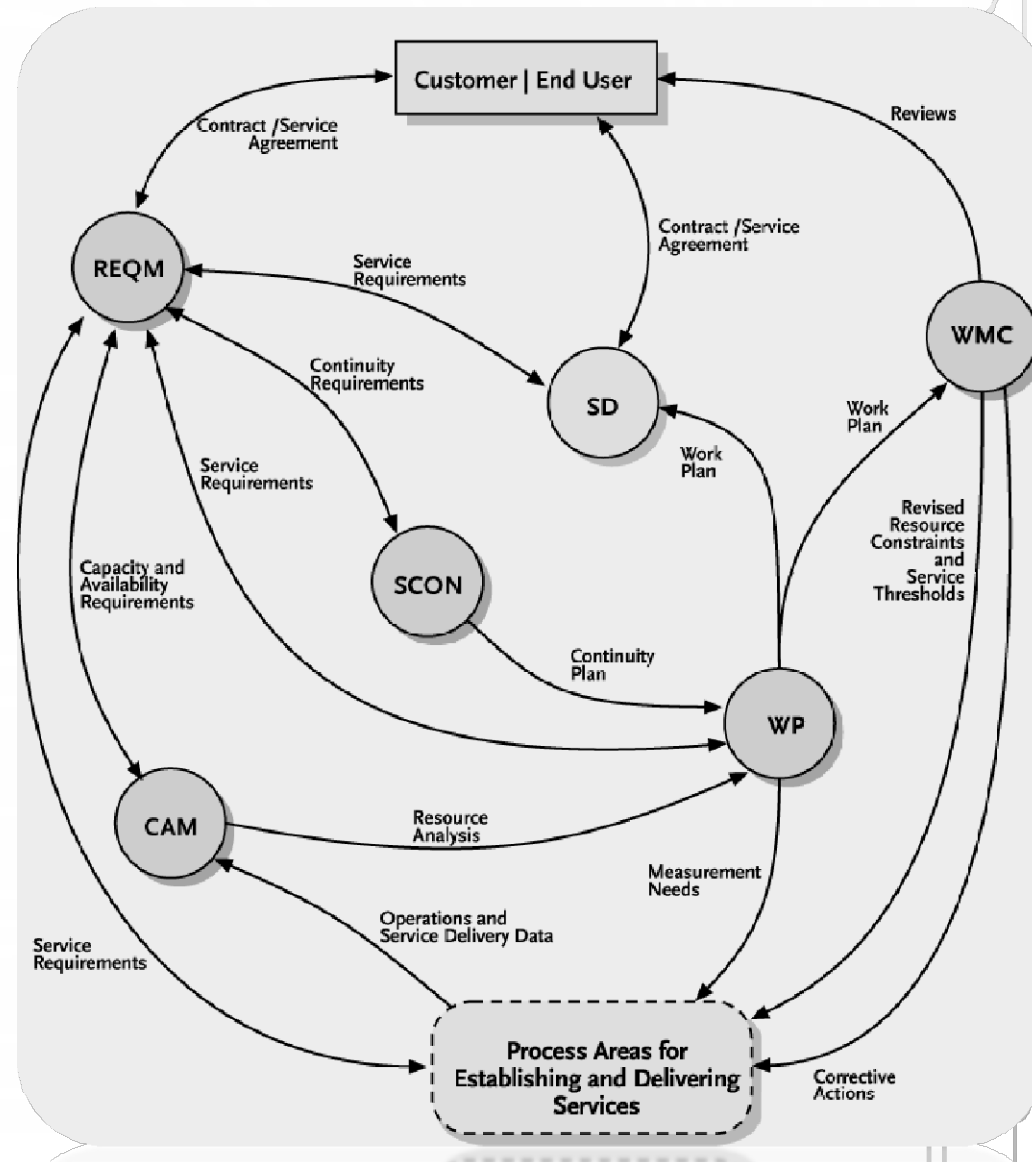 Customer | End User
Reviews
Contract /Service
Agreement
Contract /Service
Agreement
REQM
Service
Requirements
WMC
Continuity
Requirements
SD
Work
Plan
Work
Plan
Service
Requirements
Revised
Resource
Constraints
and
Service
Thresholds
SCON
Capacity and
Availability
Requirements
Continuity
Plan
WP
CAM
Resource
Analysis
Measurement
Needs
Operations and
Service Delivery Data
Service
Requirements
Process Areas for
Establishing and Delivering
Services
Corrective
Actions